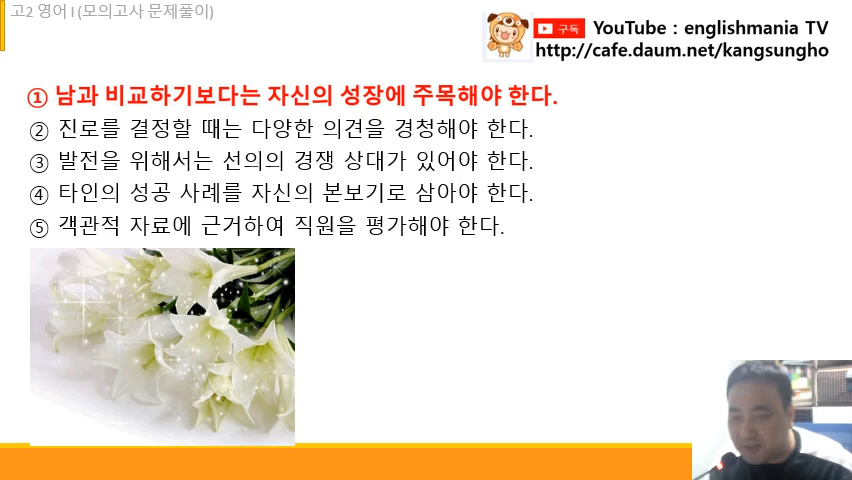 고2 영어 I (모의고사 문제풀이)
구독 YouTube : englishmania TV
http://cafe.daum.net/kangsungho
① 남과 비교하기보다는 자신의 성장에 주목해야 한다.
② 진로를 결정할 때는 다양한 의견을 경청해야 한다.
③ 발전을 위해서는 선의의 경쟁 상대가 있어야 한다.
④ 타인의 성공 사례를 자신의 본보기로 삼아야 한다.
⑤ 객관적 자료에 근거하여 직원을 평가해야 한다.